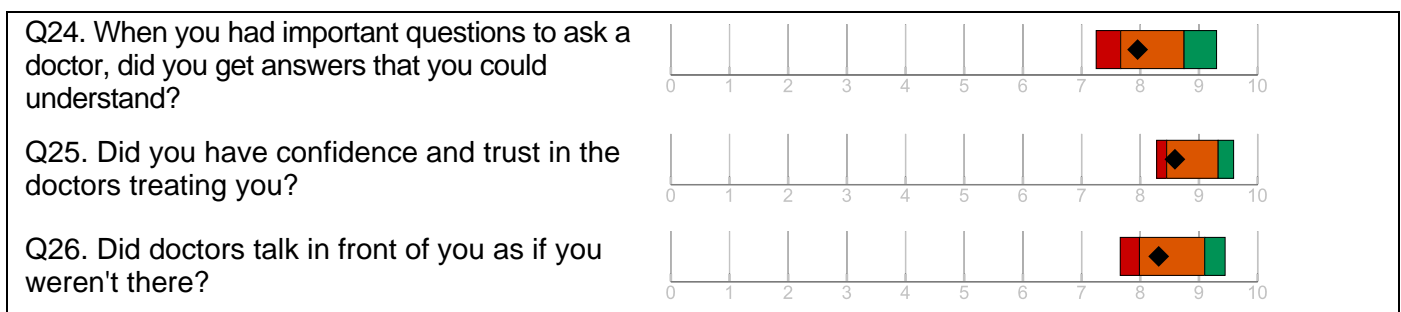 Q24. When you had important questions to ask a
doctor, did you get answers that you could
understand?
0 1 2 3 4 5 6 7 8 9 10
Q25. Did you have confidence and trust in the
doctors treating you?
0 1 2 3 4 5 6 7 8 9 10
Q26. Did doctors talk in front of you as if you
weren't there?
0 1 2 3 4 5 6 7 8 9 10